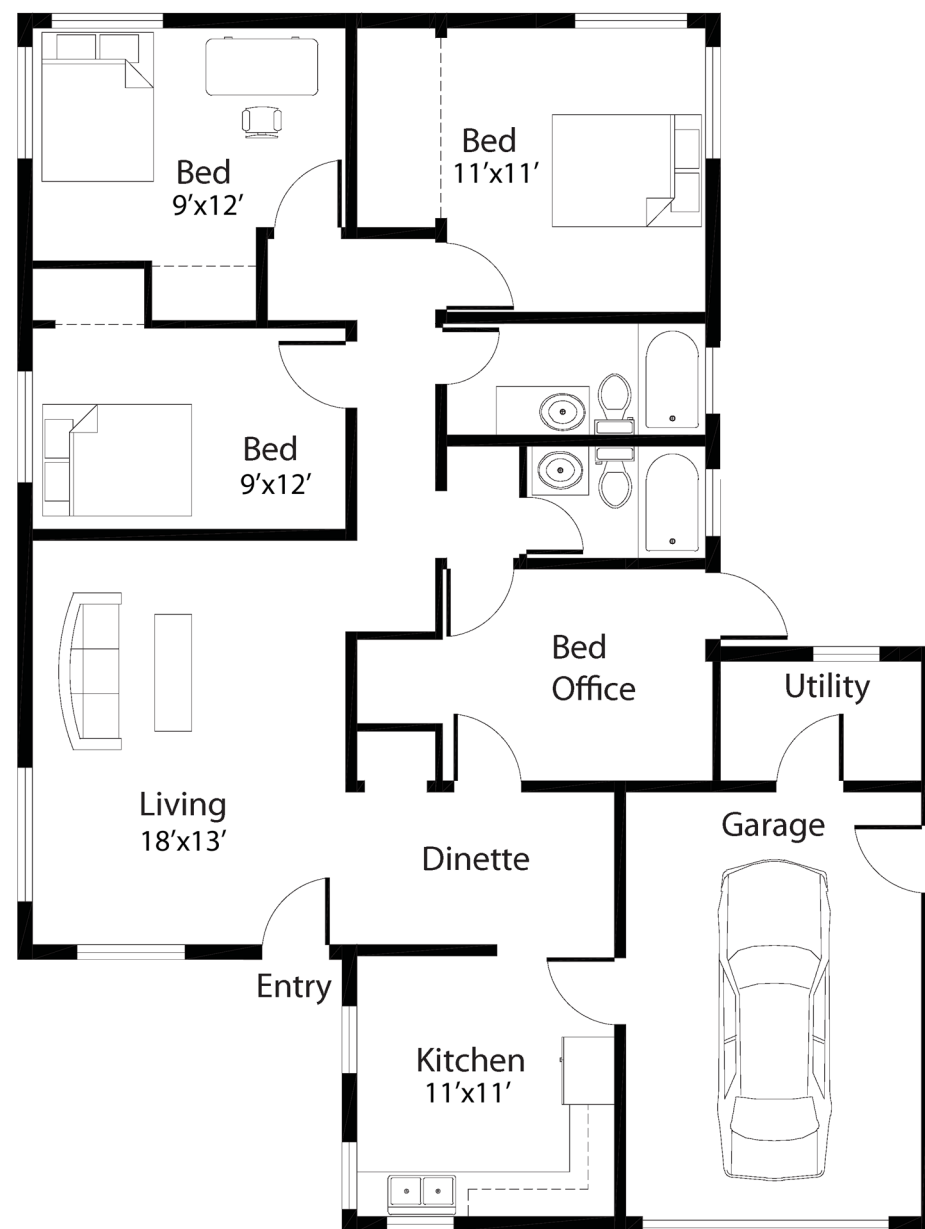 Bed
11’x11’
Bed
9’x12’
Bed
9’x12’
Bed
Office
Utility
Living
18’x13’
Garage
Dinette
Entry
Kitchen
11’x11’